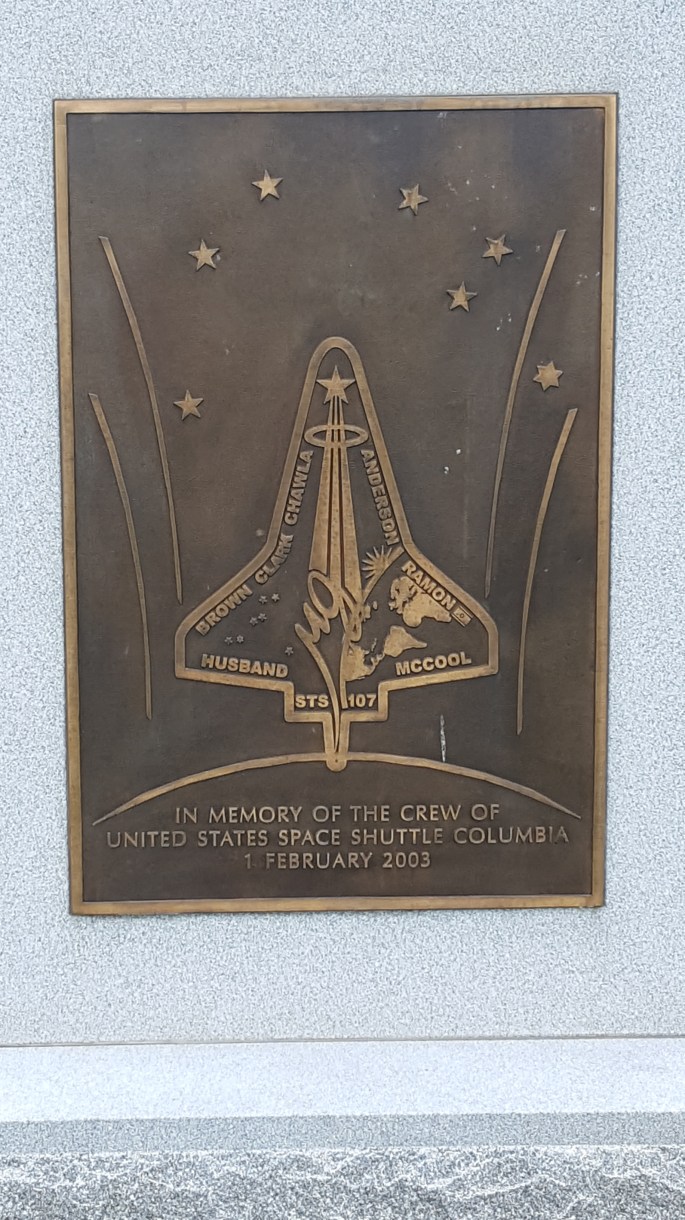 BROWN CLARK CHAWLA
ANDERSON
RAMON
HUSBAND
MCCOOL
STS 107
IN MEMORY OF THE CREW OF
UNITED STATES SPACE SHUTTLE COLUMBIA
1 FEBRUARY 2003